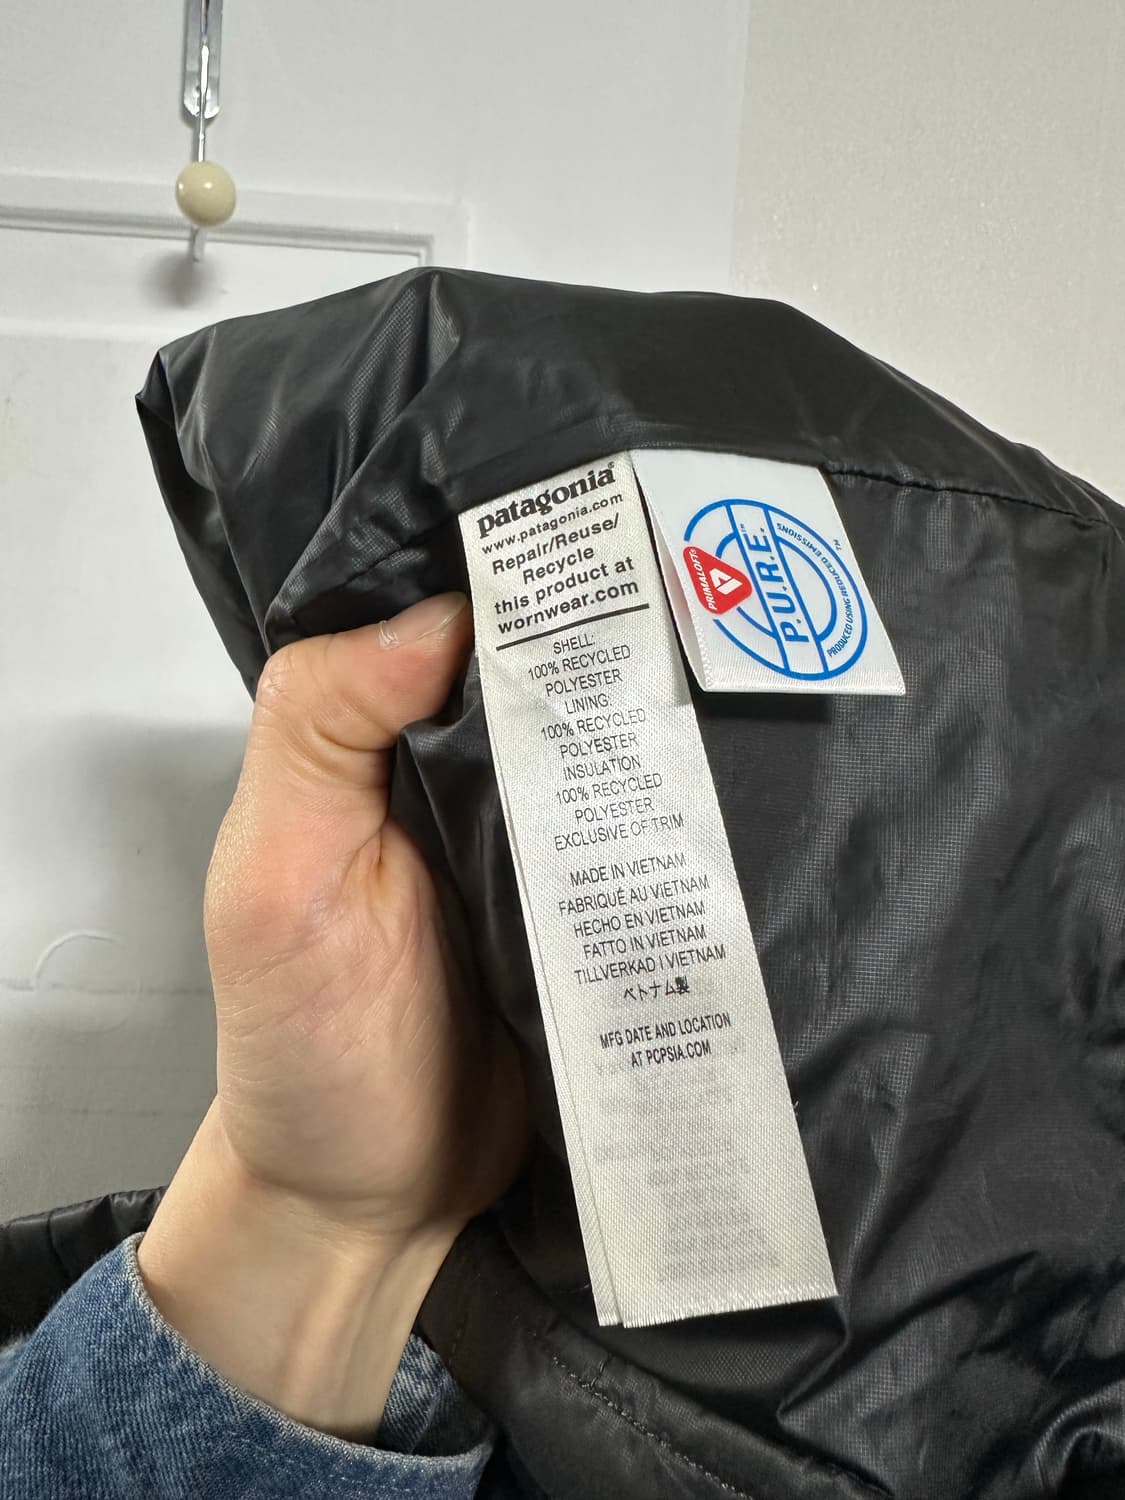 patagonia®
www.patagonia.com
Repair/Reuse/
Recycle
this product at
wornwear.com
SHELL:
100% RECYCLED
POLYESTER
LINING:
100% RECYCLED
POLYESTER
INSULATION
100% RECYCLED
POLYESTER
EXCLUSIVE OF TRIM
MADE IN VIETNAM
FABRIQUÉ AU VIETNAM
HECHO EN VIETNAM
FATTO IN VIETNAM
TILLVERKAD I VIETNAM
ベトナム製
MFG DATE AND LOCATION
AT PCPSIA.COM
PRIMALOFT®
P.U.R.E.™
PRODUCED USING REDUCED EMISSIONS ™